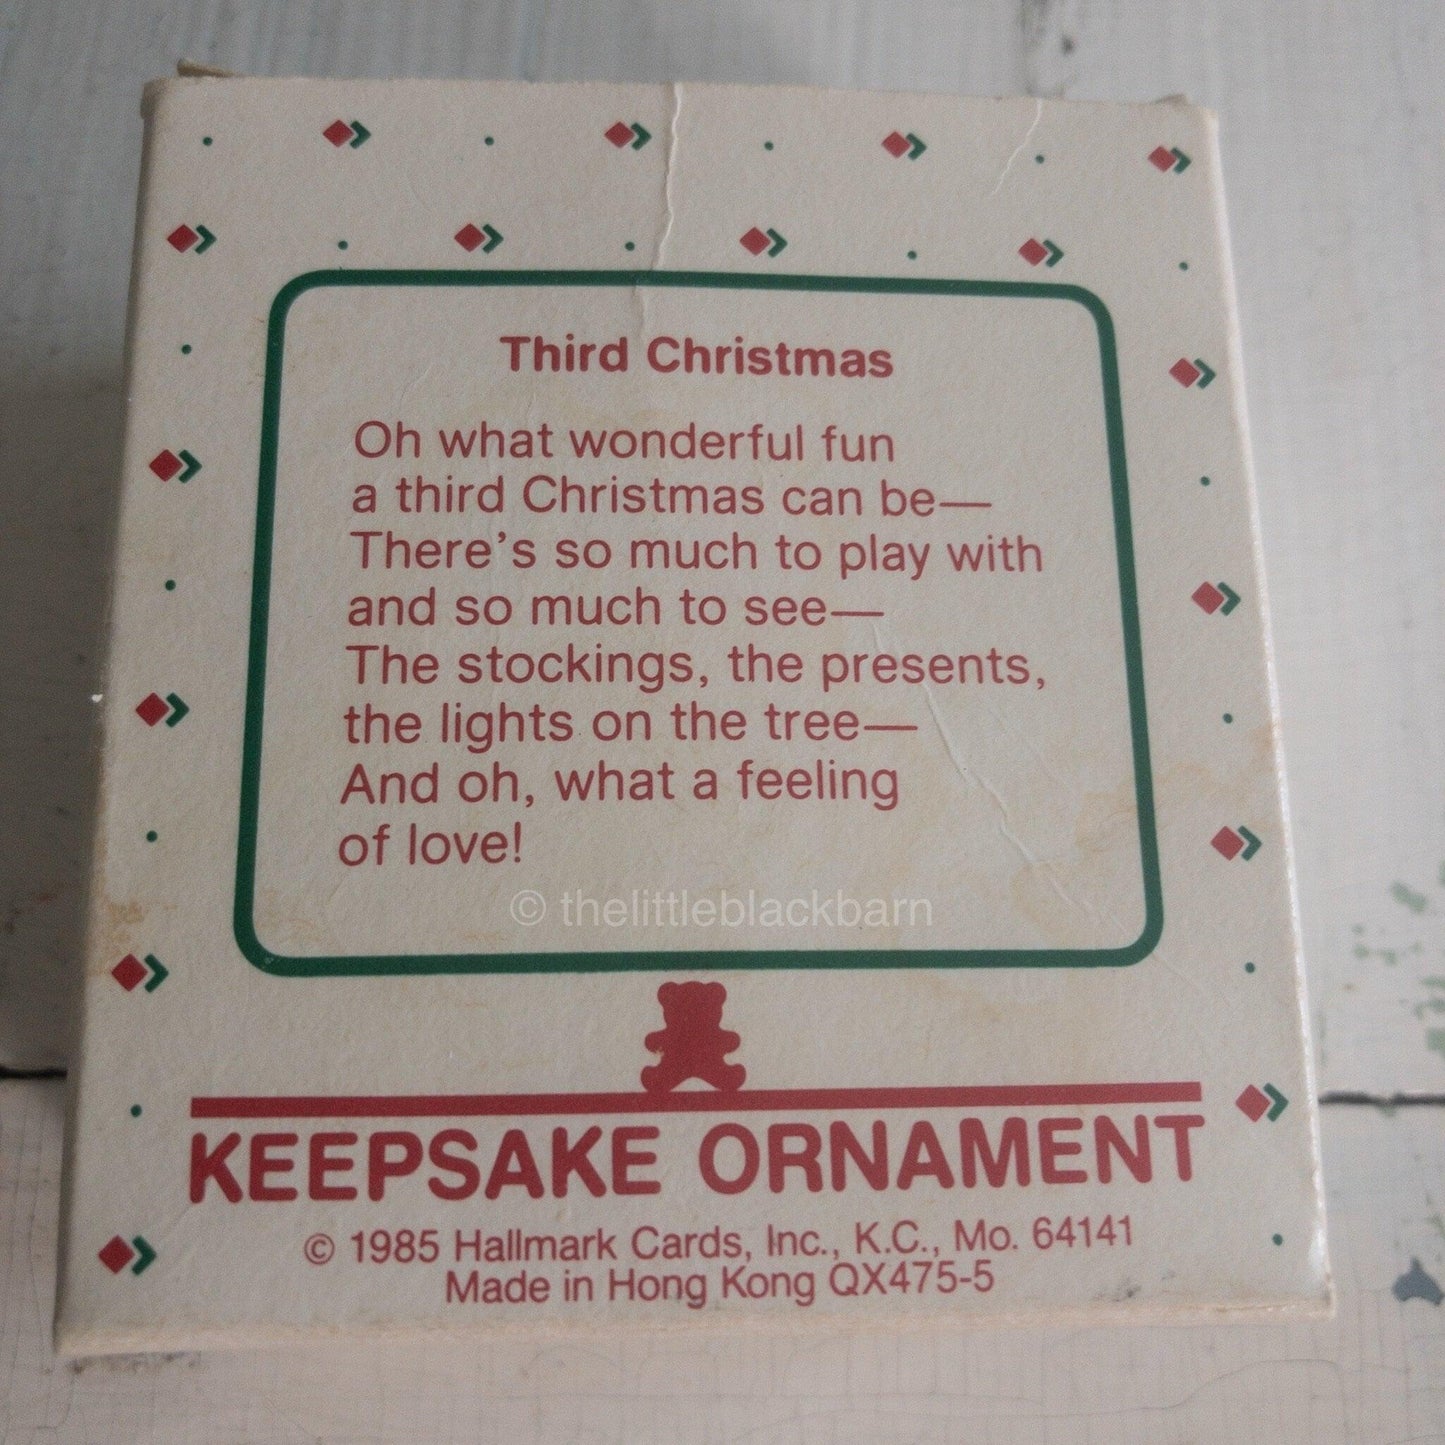 Third Christmas
Oh what wonderful fun
a third Christmas can be—
There's so much to play with
and so much to see—
The stockings, the presents,
the lights on the tree—
And oh, what a feeling
of love!
© thelittleblackbarn
KEEPSAKE ORNAMENT
© 1985 Hallmark Cards, Inc., K.C., Mo. 64141
Made in Hong Kong QX475-5